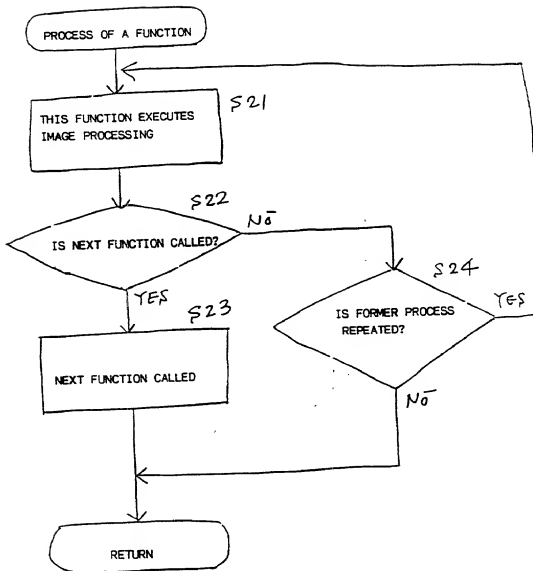 PROCESS OF A FUNCTION
S21
THIS FUNCTION EXECUTES
IMAGE PROCESSING
S22
IS NEXT FUNCTION CALLED?
NO
YES
S23
NEXT FUNCTION CALLED
S24
IS FORMER PROCESS
REPEATED?
YES
NO
RETURN